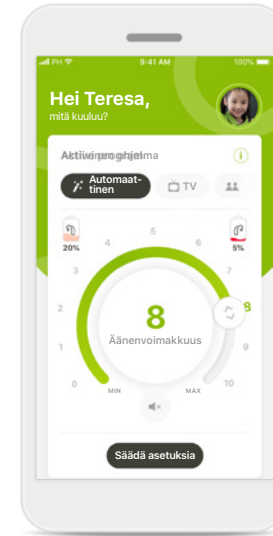 PH 9:41 AM 100%
Hei Teresa,
mitä kuuluu?
ohjelma
Automaat-
tinen
TV
20%
5%
4 5 6
3 7
2 8
1 9
0 10
8
Äänenvoimakkuus
MIN MAX
Säädä asetuksia